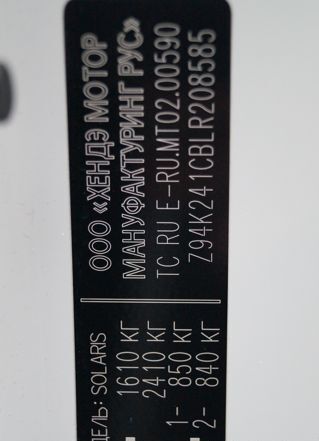 ООО «ХЕНДЭ МОТОР
МАНУФАКТУРИНГ РУС»
TC RU E-RU.MT02.00590
Z94K241CBLR208585
ДЕЛЬ: SOLARIS
1610 КГ
2410 КГ
1- 850 КГ
2- 840 КГ